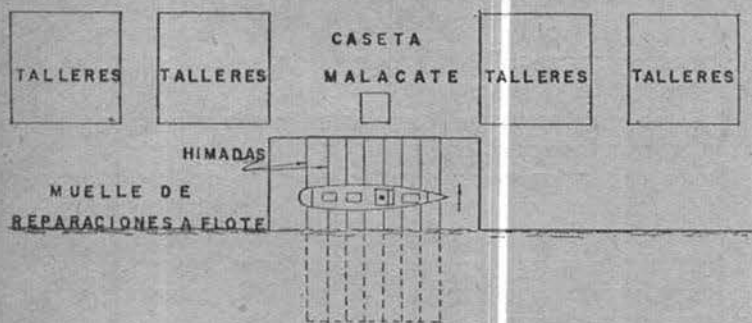 CASETA
TALLERES TALLERES MALACATE TALLERES TALLERES
HIMADAS
MUELLE DE
REPARACIONES A FLOTE